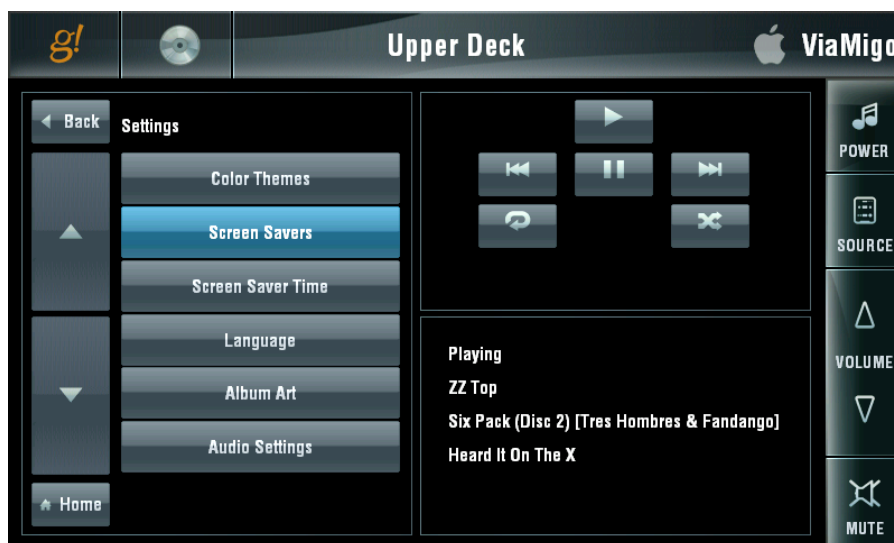 g!
Upper Deck
ViaMigo
Back
Settings
Color Themes
Screen Savers
Screen Saver Time
Language
Album Art
Audio Settings
Home
Playing
ZZ Top
Six Pack (Disc 2) [Tres Hombres & Fandango]
Heard It On The X
POWER
SOURCE
VOLUME
MUTE